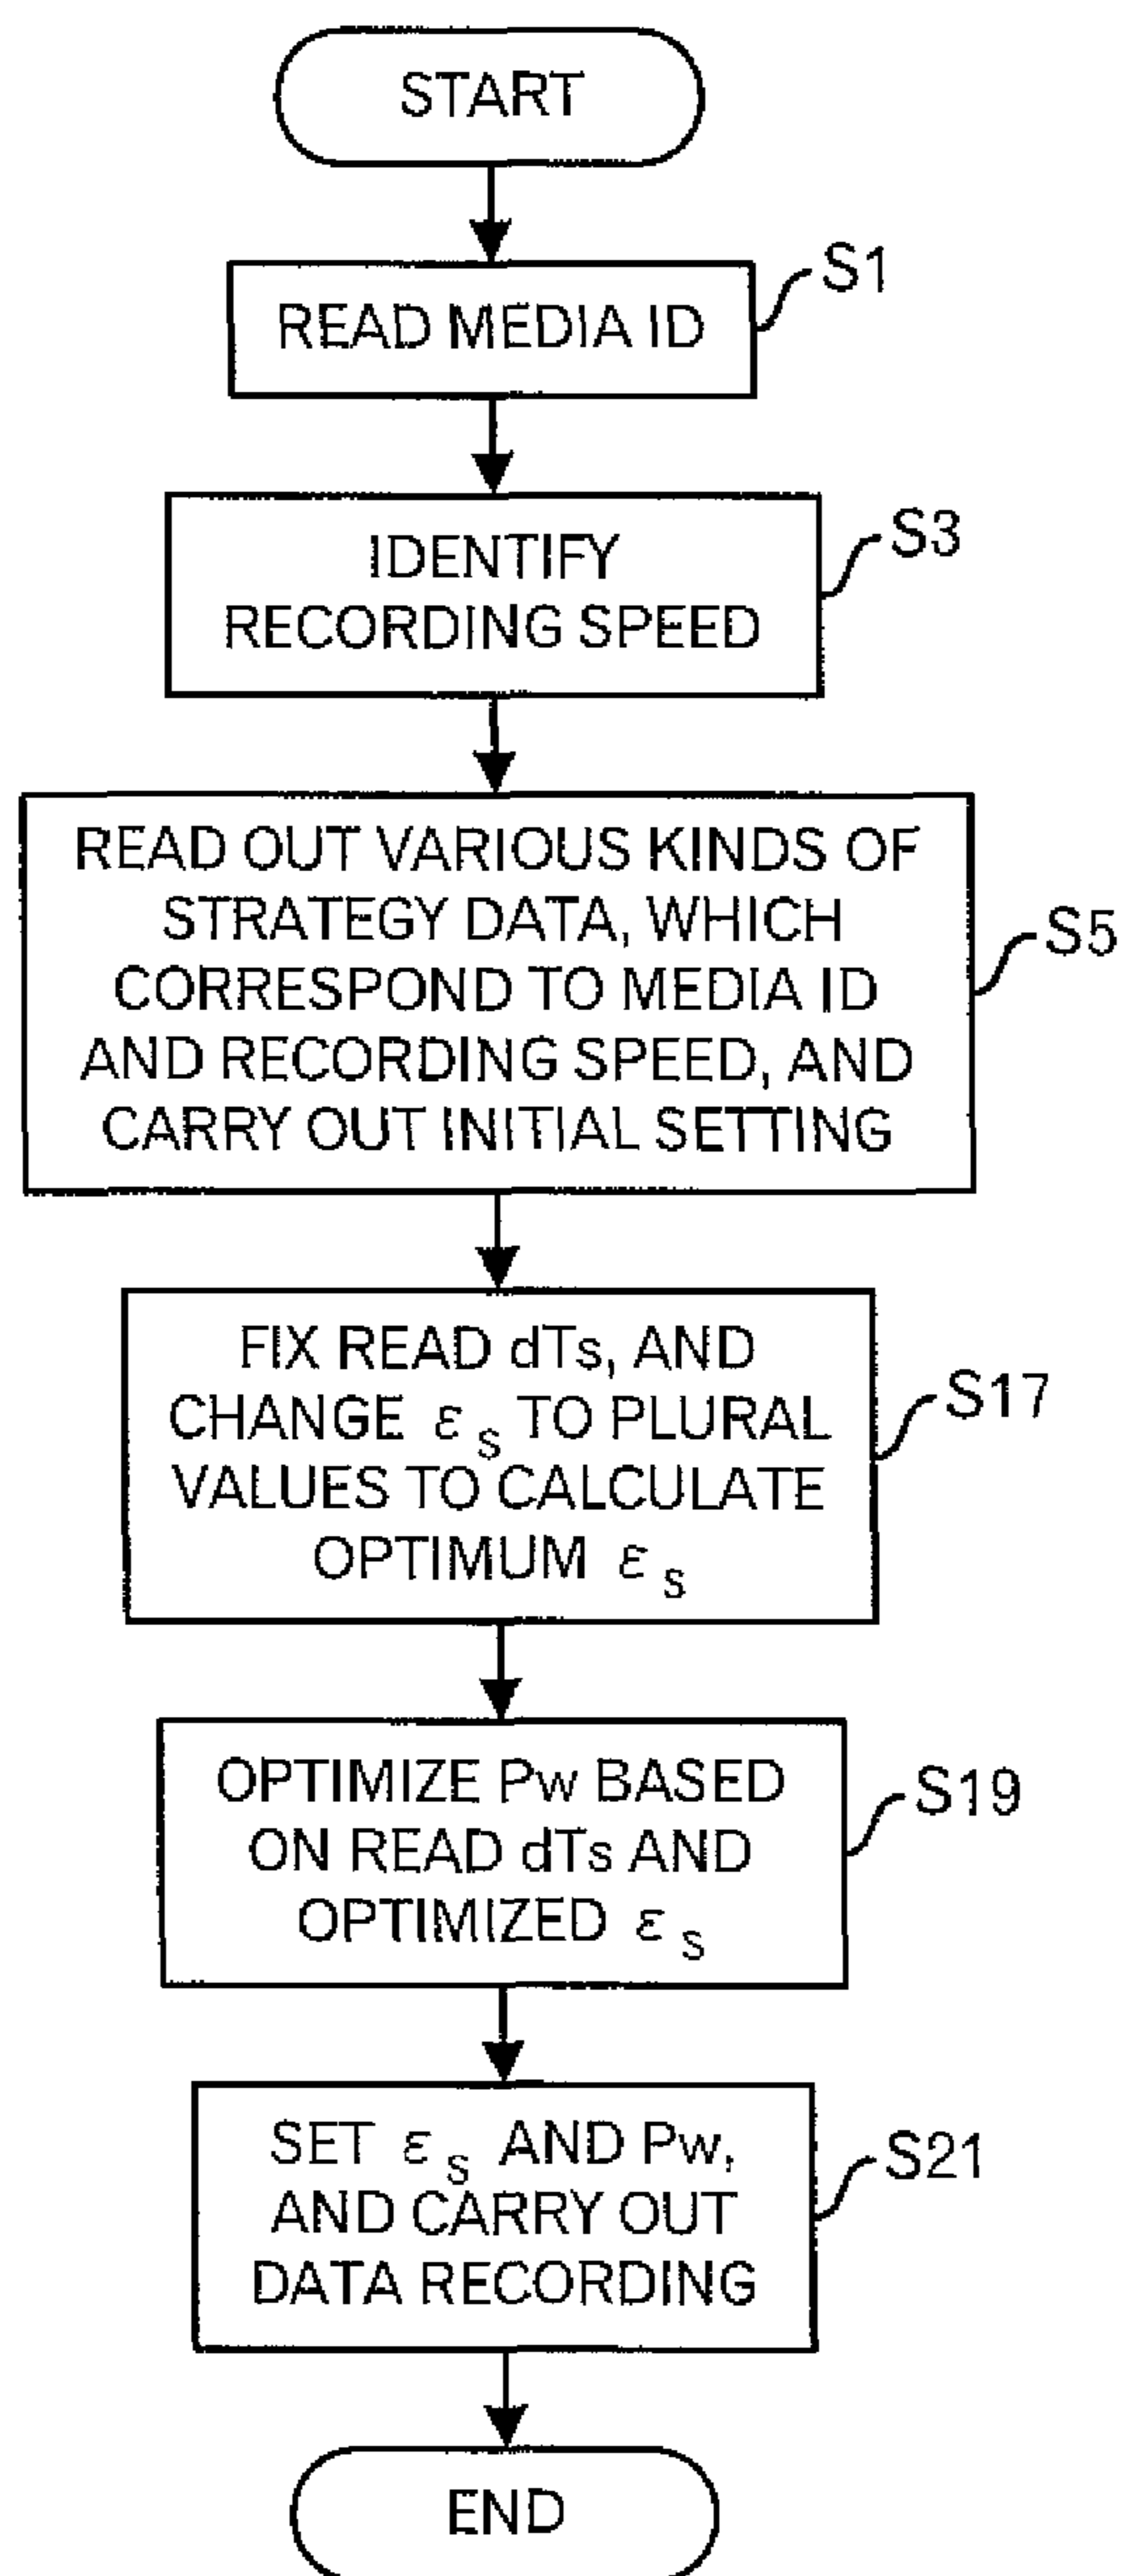 START
READ MEDIA ID
S1
IDENTIFY
RECORDING SPEED
S3
READ OUT VARIOUS KINDS OF
STRATEGY DATA, WHICH
CORRESPOND TO MEDIA ID
AND RECORDING SPEED, AND
CARRY OUT INITIAL SETTING
S5
FIX READ dTs, AND
CHANGE εs TO PLURAL
VALUES TO CALCULATE
OPTIMUM εs
S17
OPTIMIZE Pw BASED
ON READ dTs AND
OPTIMIZED εs
S19
SET εs AND Pw,
AND CARRY OUT
DATA RECORDING
S21
END